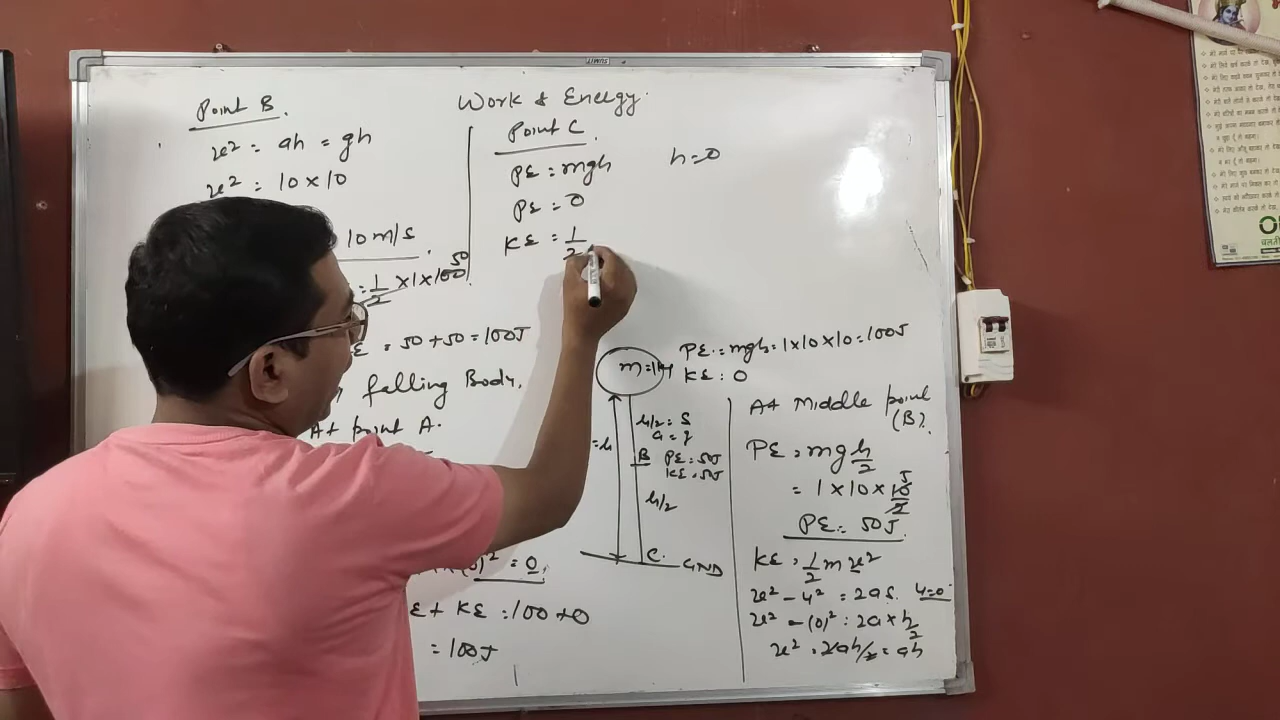 Work & Energy.
Point B.
v² = ah = gh
v² = 10 × 10
10 m/s
= 1/2 × 1 × 100 50
= 50 + 50 = 100J
falling Body.
At point A.
² = 0
+ KE = 100 + 0
= 100J
Point C.
PE = mgh h=0
PE = 0
KE = 1/2
m=1kg
PE = mgh = 1×10×10 = 100J
KE = 0
h/2 = S
a = g
B PE = 50J
KE = 50J
= h
h/2
C. GND
At Middle point
(B).
PE = mg h/2
= 1 × 10 × 10/2 5
PE = 50J.
KE = 1/2 m v²
v² - u² = 2as. u=0
v² - (0)² = 2a × h/2
v² = 2ah/2 = ah